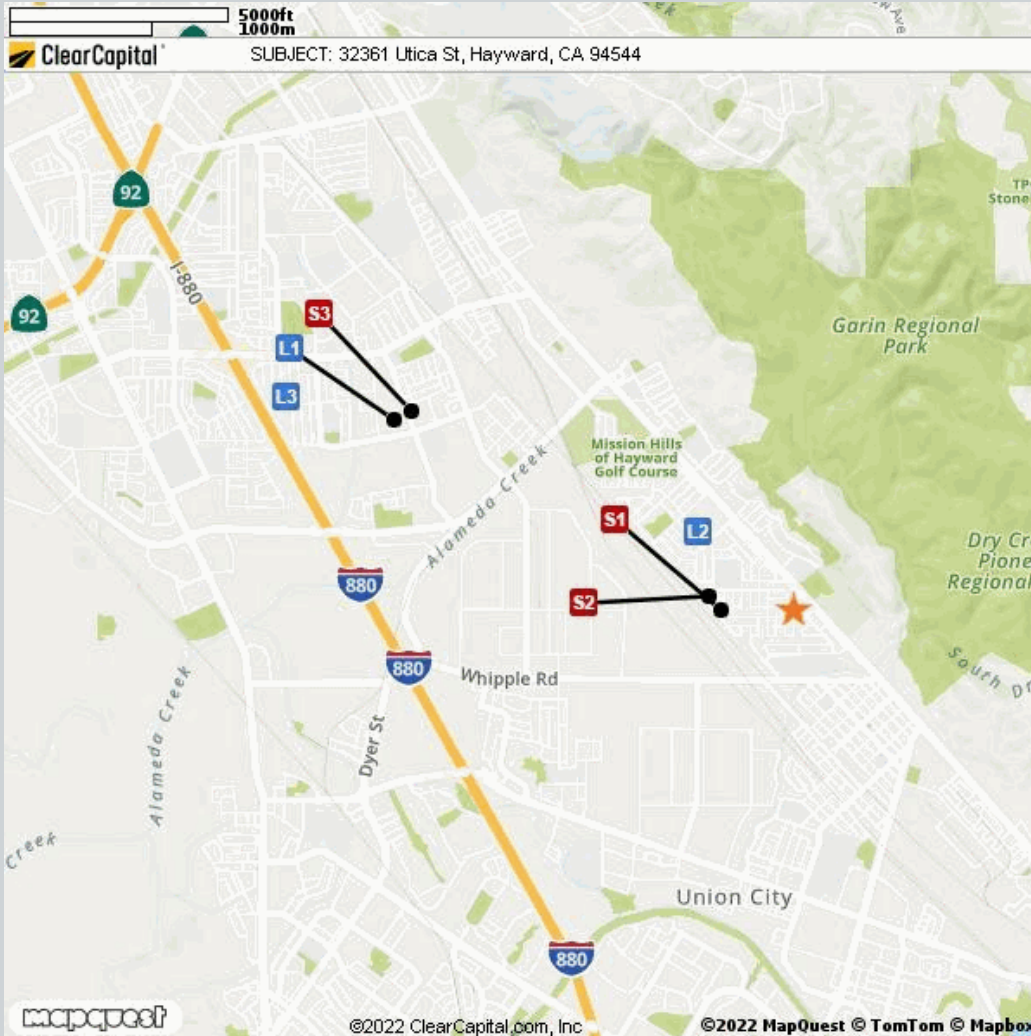 5000ft
1000m
ClearCapital
SUBJECT: 32361 Utica St, Hayward, CA 94544
92
I-880
92
S3
L1
L3
Garin Regional
Park
Mission Hills
of Hayward
Golf Course
Alameda Creek
S1
L2
S2
880
880
Whipple Rd
Dyer St
Alameda Creek
Creek
Union City
880
mapquest
©2022 ClearCapital.com, Inc
©2022 MapQuest © TomTom © Mapbox